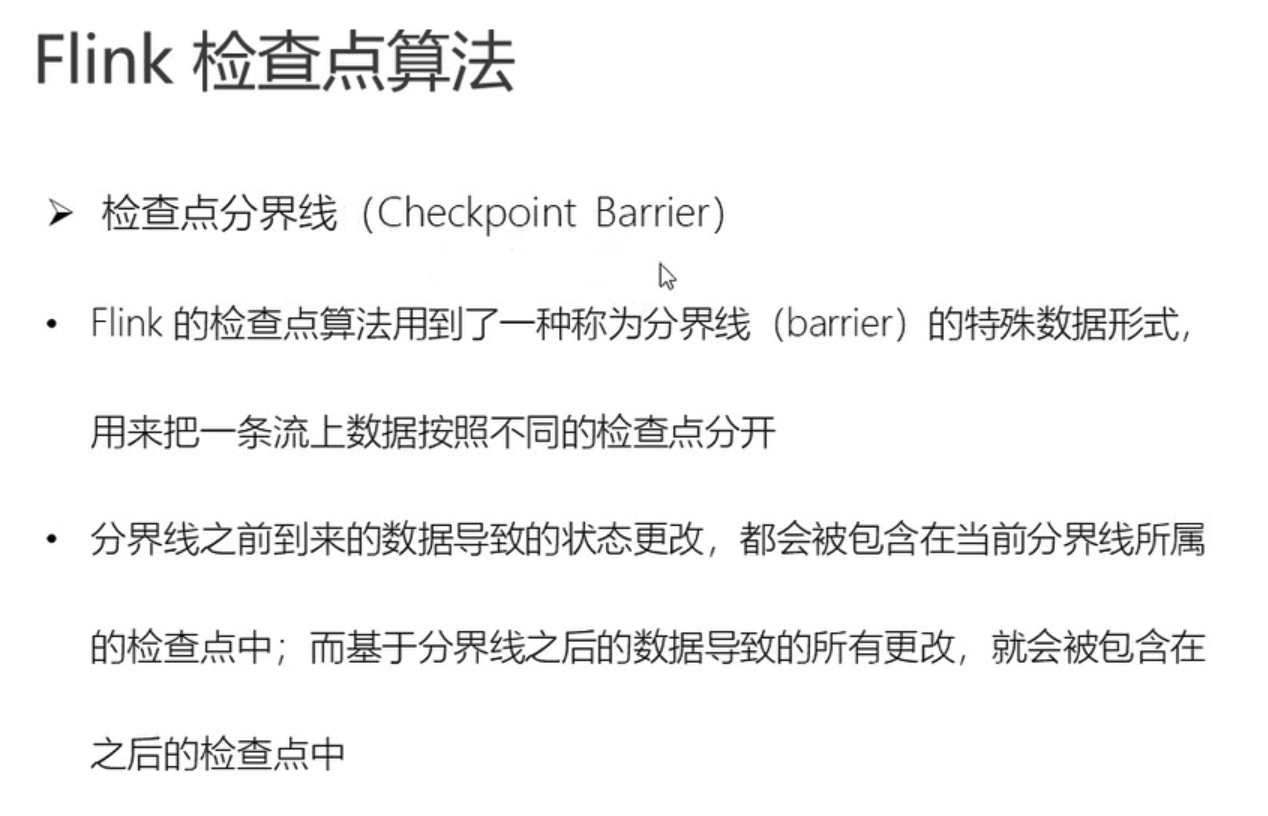 Flink 检查点算法
➢ 检查点分界线（Checkpoint Barrier）
• Flink 的检查点算法用到了一种称为分界线（barrier）的特殊数据形式，
用来把一条流上数据按照不同的检查点分开
• 分界线之前到来的数据导致的状态更改，都会被包含在当前分界线所属
的检查点中；而基于分界线之后的数据导致的所有更改，就会被包含在
之后的检查点中